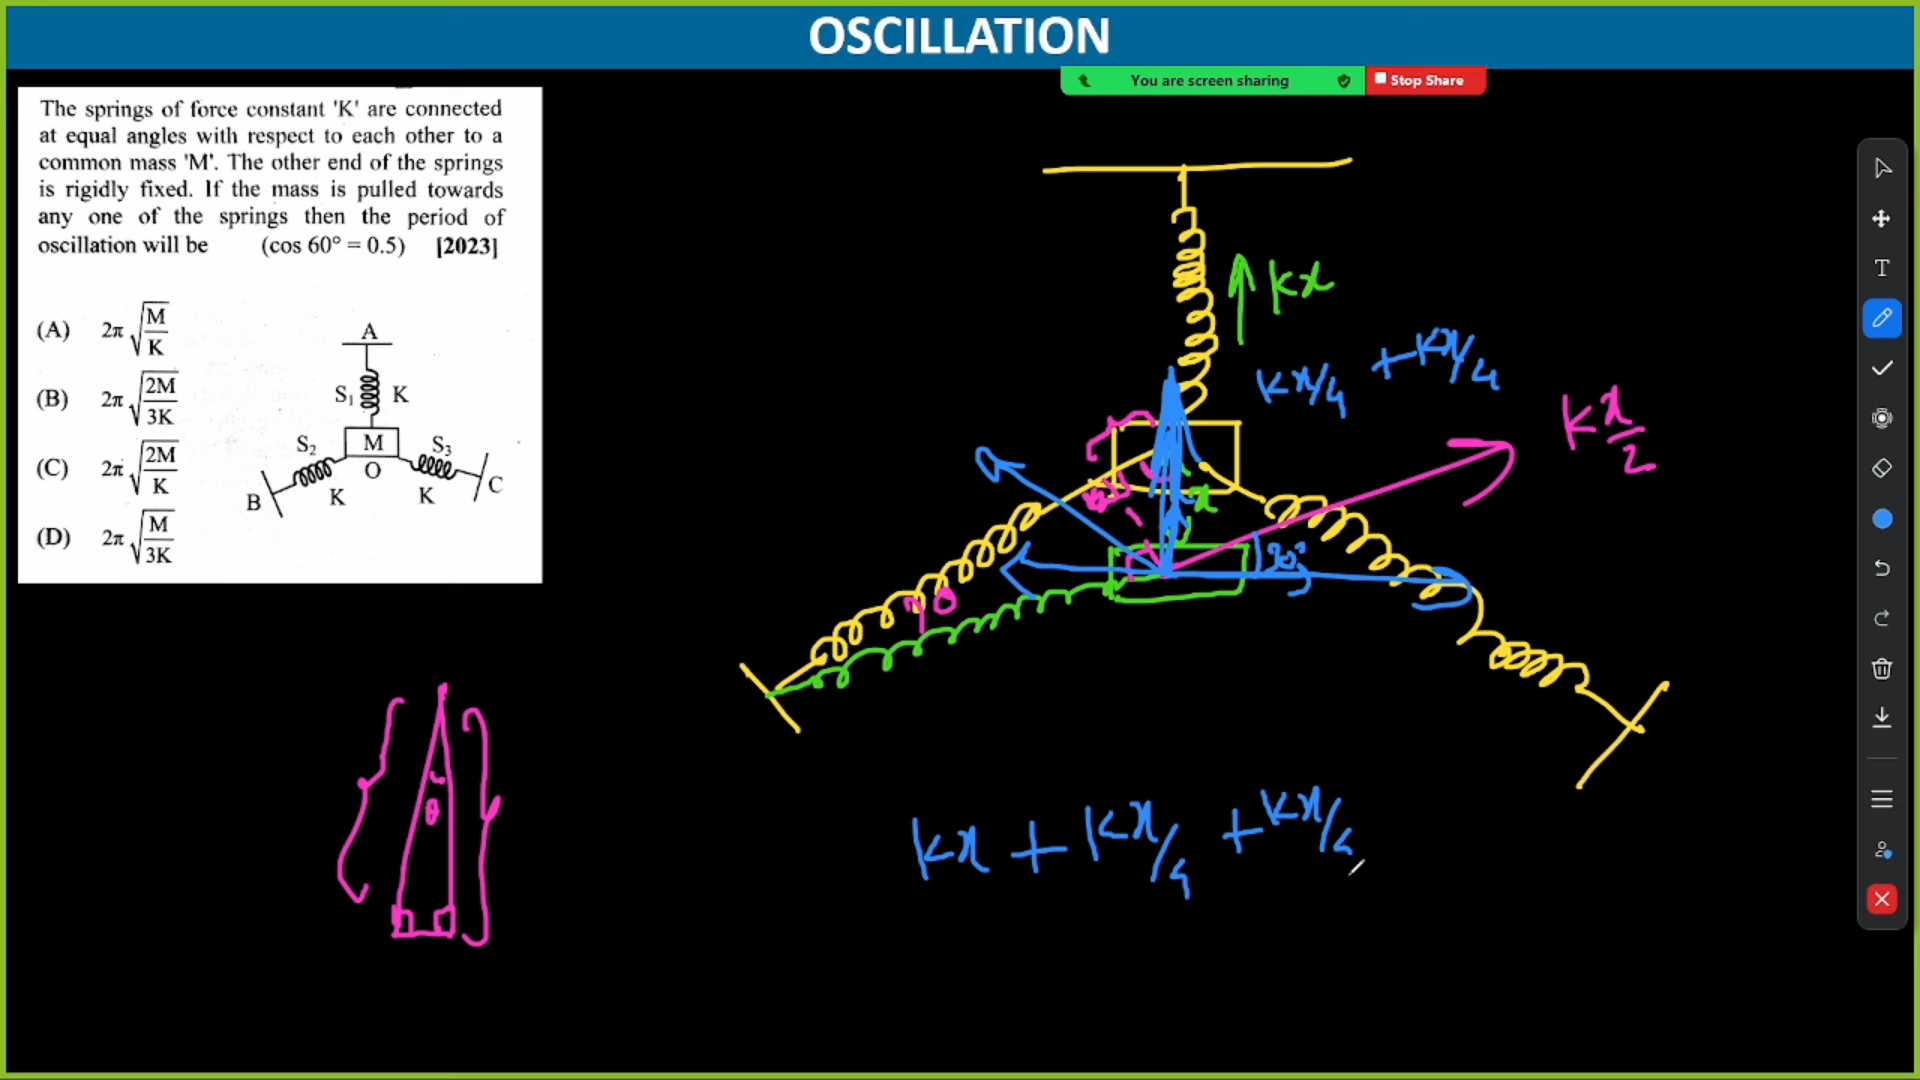 OSCILLATION
You are screen sharing
Stop Share
The springs of force constant 'K' are connected
at equal angles with respect to each other to a
common mass 'M'. The other end of the springs
is rigidly fixed. If the mass is pulled towards
any one of the springs then the period of
oscillation will be (cos 60° = 0.5) [2023]
(A) 2π √M/K
(B) 2π √2M/3K
(C) 2π √2M/K
(D) 2π √M/3K
A
S₁ K
S₂ M S₃
O
B K K C
kx
kx/4 + kx/4
k x/2
x
30°
θ
θ
kx + kx/4 + kx/4
T